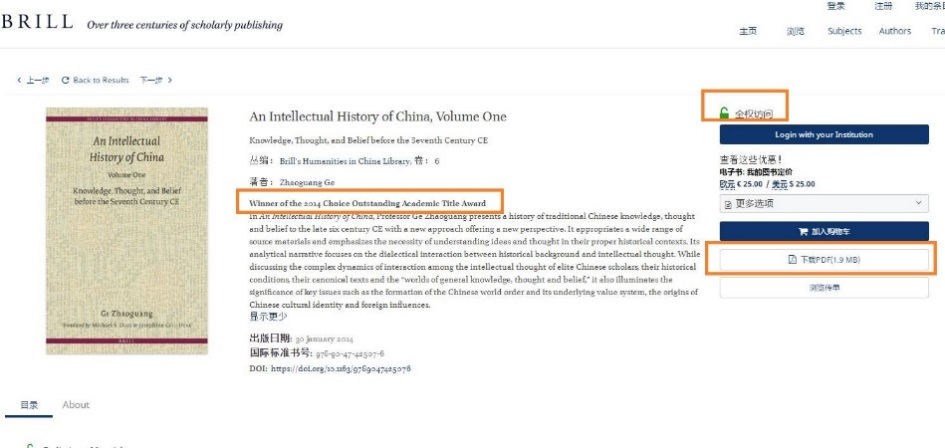 登录 注册 我的条目
BRILL Over three centuries of scholarly publishing
主页 浏览 Subjects Authors Tra
上一步 Back to Results 下一步
An Intellectual
History of China
Volume One
Knowledge, Thought, and Belief
before the Seventh Century CE
Ge Zhaoguang
BRILL
An Intellectual History of China, Volume One
Knowledge, Thought, and Belief before the Seventh Century CE
丛编： Brill's Humanities in China Library, 卷： 6
著者： Zhaoguang Ge
Winner of the 2014 Choice Outstanding Academic Title Award
In An Intellectual History of China, Professor Ge Zhaoguang presents a history of traditional Chinese knowledge, thought
and belief to the late six century CE with a new approach offering a new perspective. It appropriates a wide range of
source materials and emphasizes the necessity of understanding ideas and thought in their proper historical contexts. Its
analytical narrative focuses on the dialectical interaction between historical background and intellectual thought. While
discussing the complex dynamics of interaction among the intellectual thought of elite Chinese scholars, their historical
conditions, their canonical texts and the “worlds of general knowledge, thought and belief,” it also illuminates the
significance of key issues such as the formation of the Chinese world order and its underlying value system, the origins of
Chinese cultural identity and foreign influences.
显示更少
出版日期: 30 January 2014
国际标准书号: 978-90-47-42507-6
DOI: https://doi.org/10.1163/9789047425076
全权访问
Login with your Institution
查看这些优惠！
电子书: 我的图书定价
欧元 € 25.00 / 美元 $ 25.00
更多选项
加入购物车
下载PDF(1.9 MB)
浏览传单
目录 About